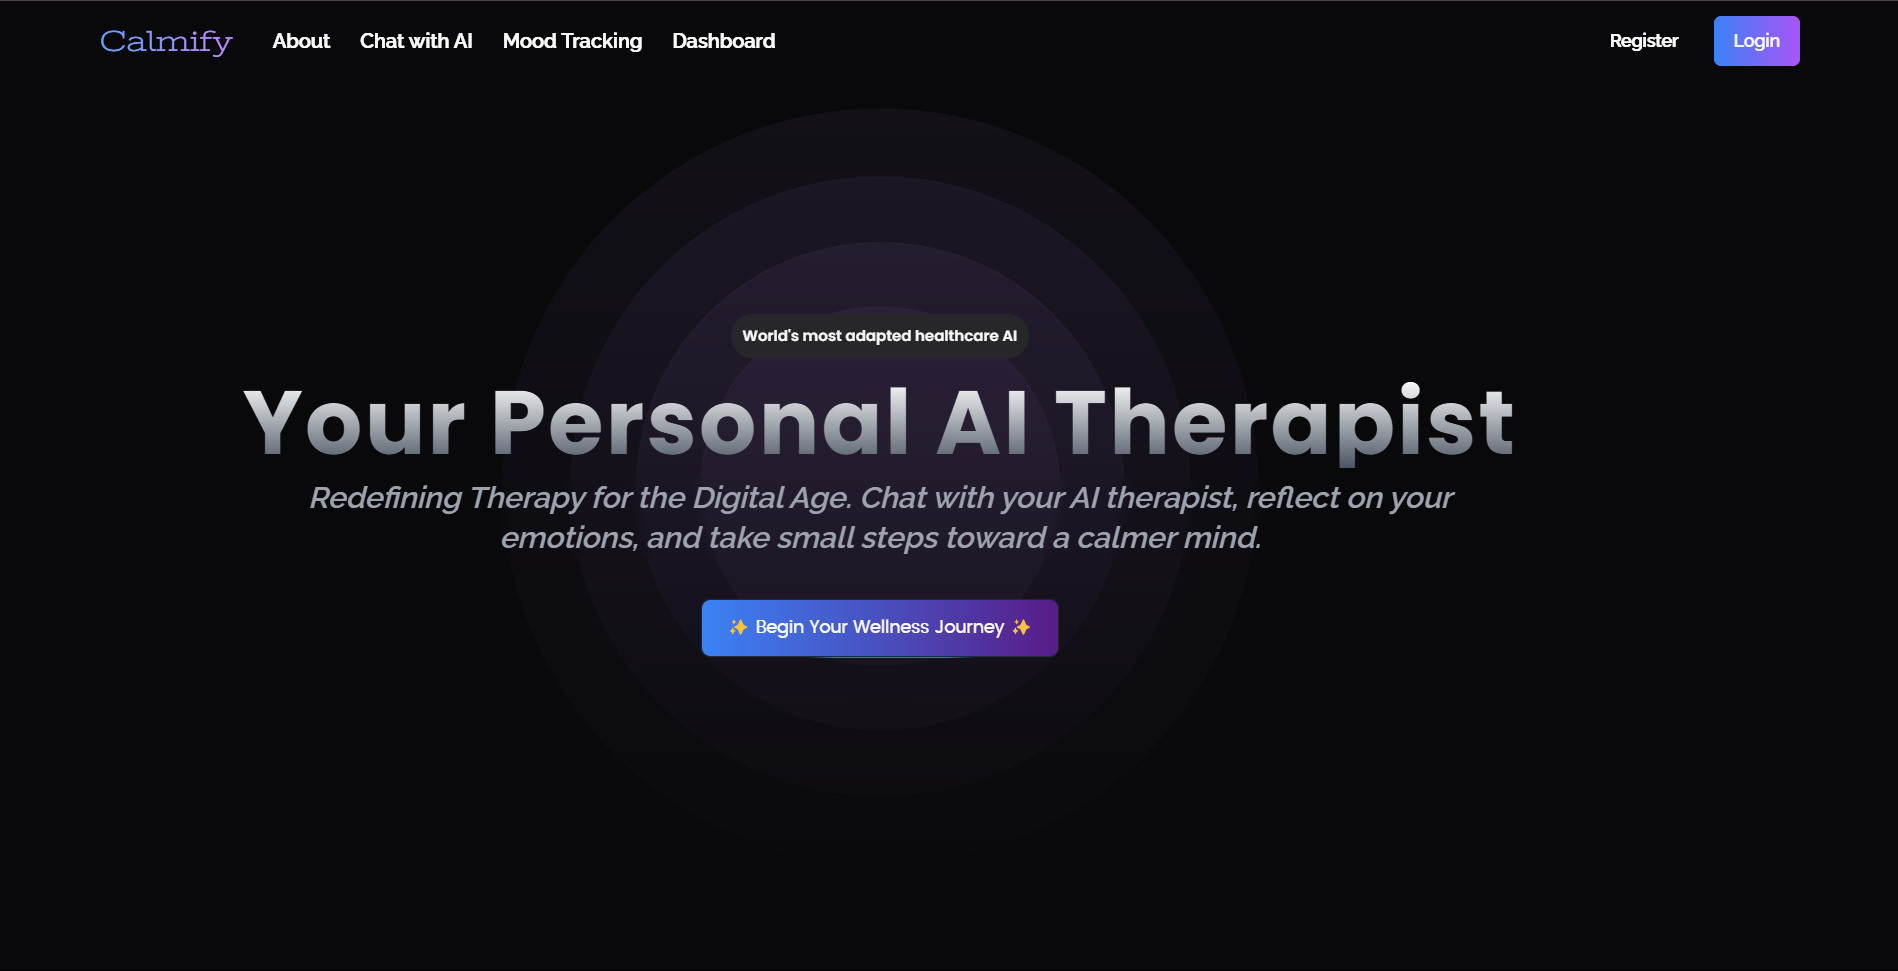 Calmify
About
Chat with AI
Mood Tracking
Dashboard
Register
Login
World's most adapted healthcare AI
Your Personal AI Therapist
Redefining Therapy for the Digital Age. Chat with your AI therapist, reflect on your
emotions, and take small steps toward a calmer mind.
✨ Begin Your Wellness Journey ✨